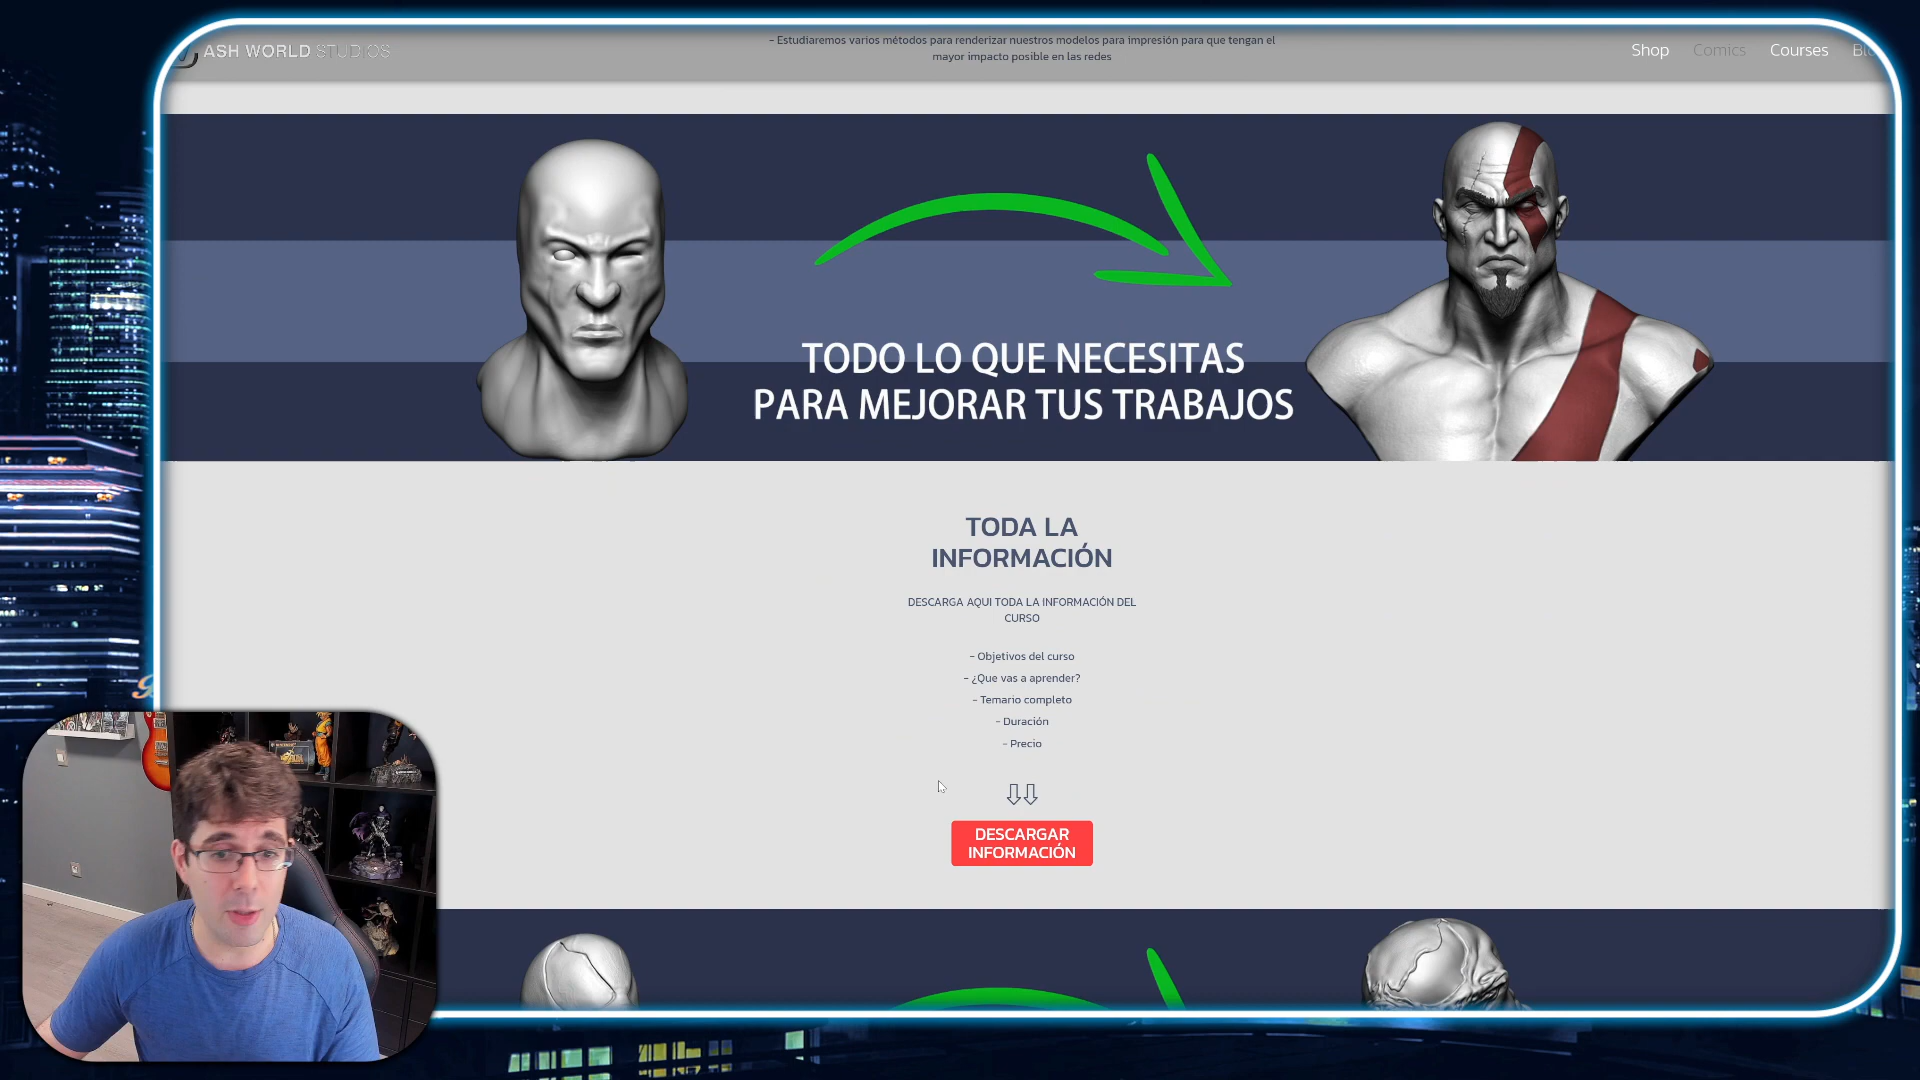 ASH WORLD STUDIOS
- Estudiaremos varios métodos para renderizar nuestros modelos para impresión para que tengan el
mayor impacto posible en las redes
Shop Comics Courses
TODO LO QUE NECESITAS
PARA MEJORAR TUS TRABAJOS
TODA LA
INFORMACIÓN
DESCARGA AQUI TODA LA INFORMACIÓN DEL
CURSO
- Objetivos del curso
- ¿Que vas a aprender?
- Temario completo
- Duración
- Precio
DESCARGAR
INFORMACIÓN